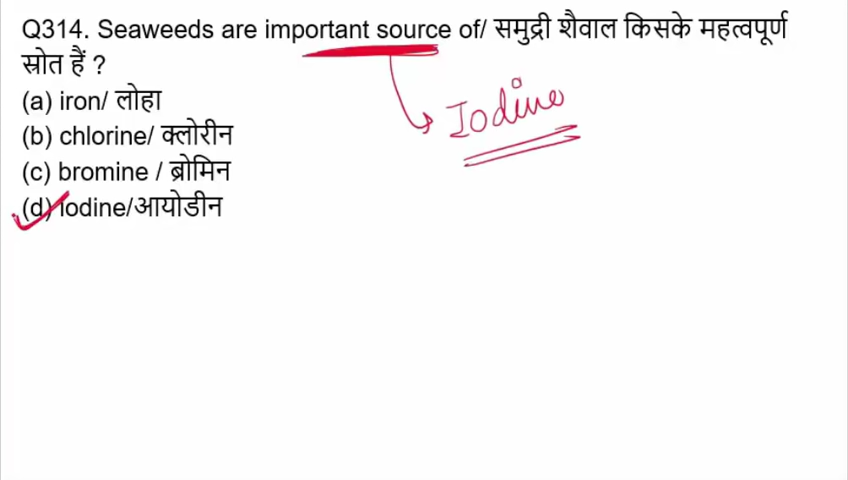 Q314. Seaweeds are important source of/ समुद्री शैवाल किसके महत्वपूर्ण
स्रोत हैं ?
(a) iron/ लोहा
Iodine
(b) chlorine/ क्लोरीन
(c) bromine / ब्रोमिन
(d) Iodine/आयोडीन